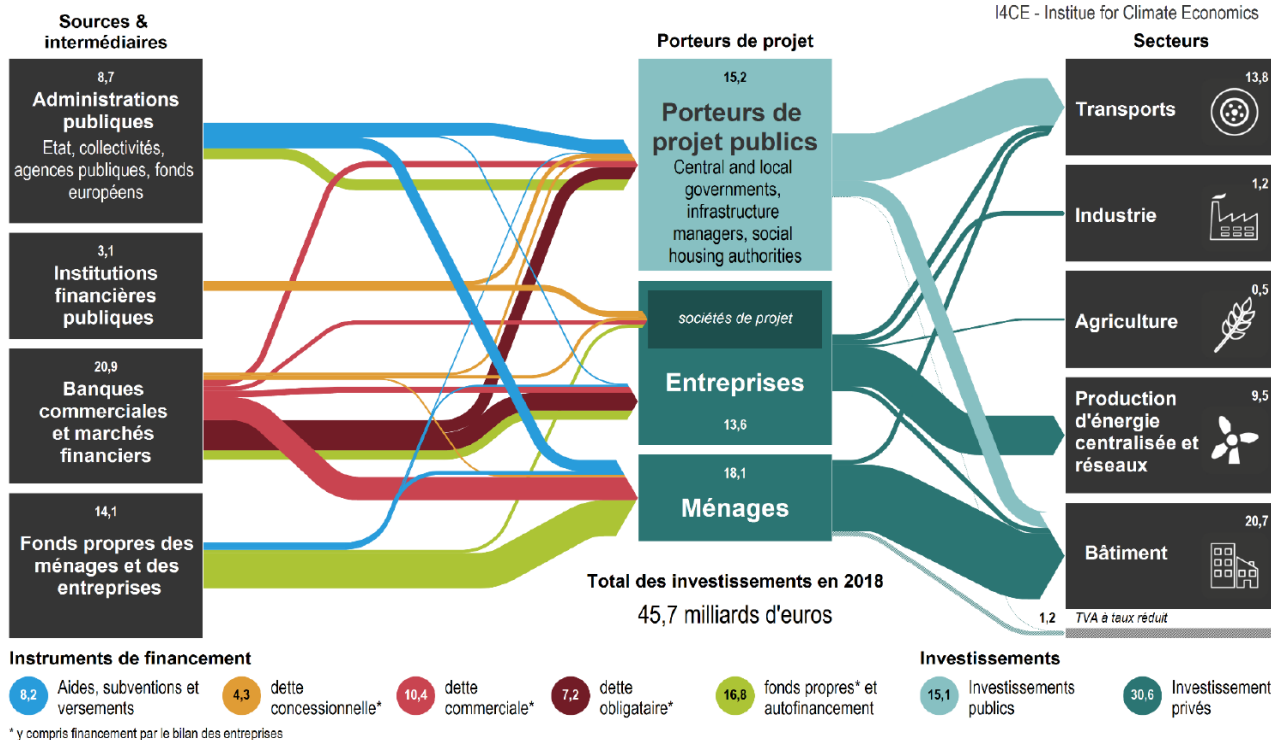 I4CE - Institue for Climate Economics
Sources &
intermédiaires
Porteurs de projet
Secteurs
8,7
Administrations
publiques
Etat, collectivités,
agences publiques, fonds
européens
3,1
Institutions
financières
publiques
20,9
Banques
commerciales
et marchés
financiers
14,1
Fonds propres des
ménages et des
entreprises
15,2
Porteurs de
projet publics
Central and local
governments,
infrastructure
managers, social
housing authorities
sociétés de projet
Entreprises
13,6
18,1
Ménages
Total des investissements en 2018
45,7 milliards d'euros
13,8
Transports
1,2
Industrie
0,5
Agriculture
9,5
Production
d'énergie
centralisée et
réseaux
20,7
Bâtiment
1,2 TVA à taux réduit
Instruments de financement
8,2 Aides, subventions et
versements
4,3 dette
concessionnelle*
10,4 dette
commerciale*
7,2 dette
obligataire*
16,8 fonds propres* et
autofinancement
Investissements
15,1 Investissements
publics
30,6 Investissement
privés
* y compris financement par le bilan des entreprises